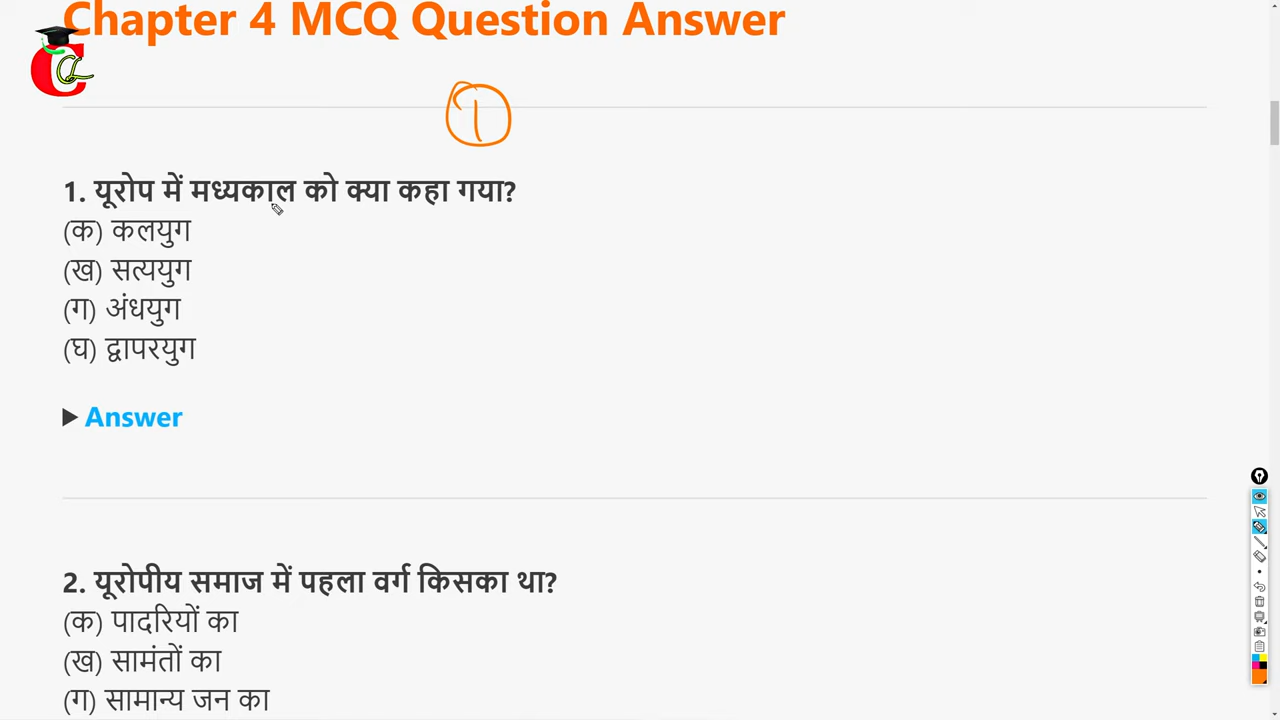 Chapter 4 MCQ Question Answer
1
1. यूरोप में मध्यकाल को क्या कहा गया?
(क) कलयुग
(ख) सत्ययुग
(ग) अंधयुग
(घ) द्वापरयुग
Answer
2. यूरोपीय समाज में पहला वर्ग किसका था?
(क) पादरियों का
(ख) सामंतों का
(ग) सामान्य जन का